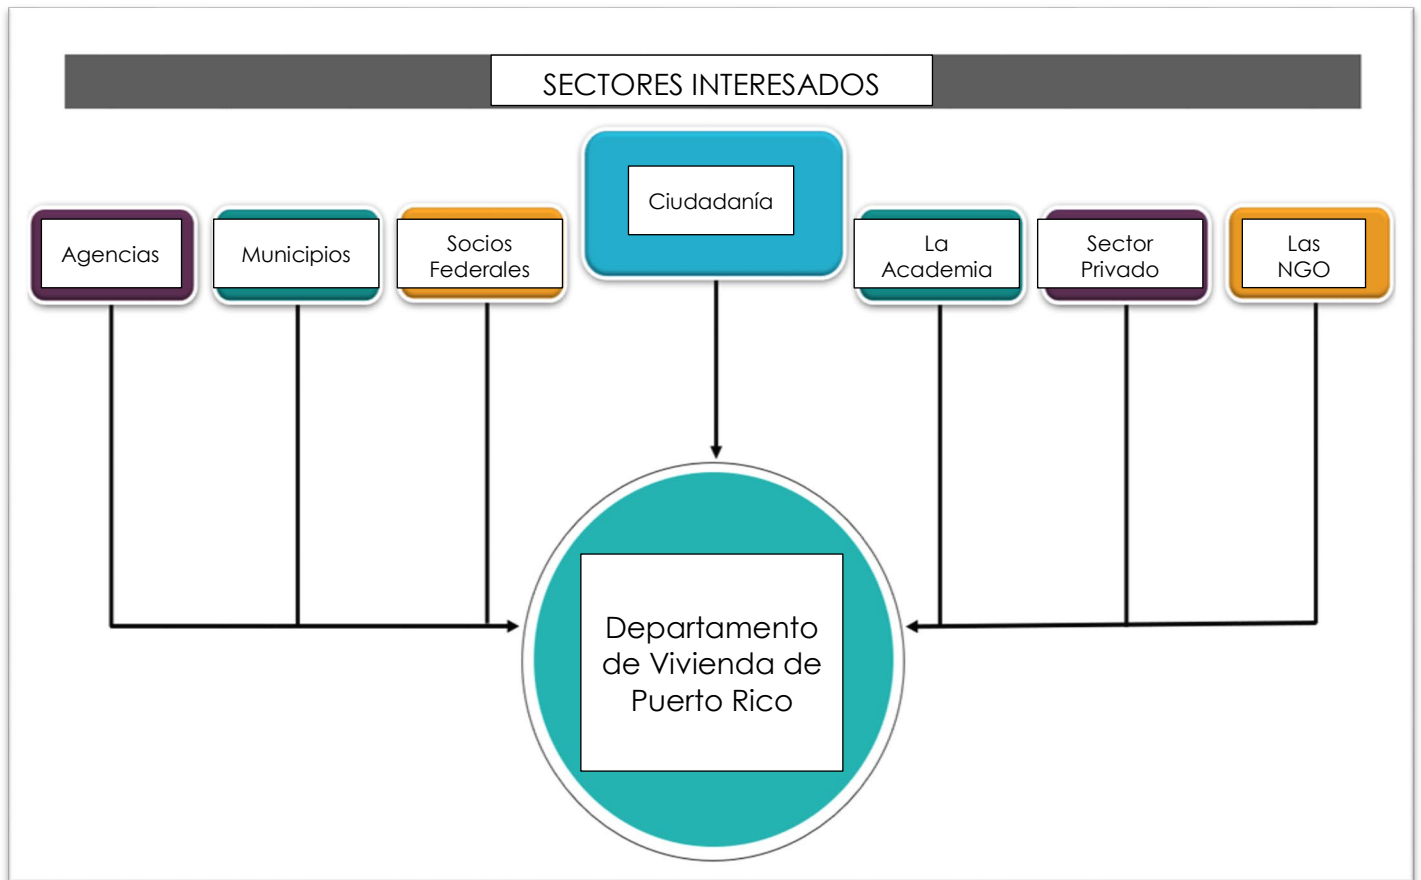 SECTORES INTERESADOS
Ciudadanía
Agencias
Municipios
Socios
Federales
La
Academia
Sector
Privado
Las
NGO
Departamento
de Vivienda de
Puerto Rico